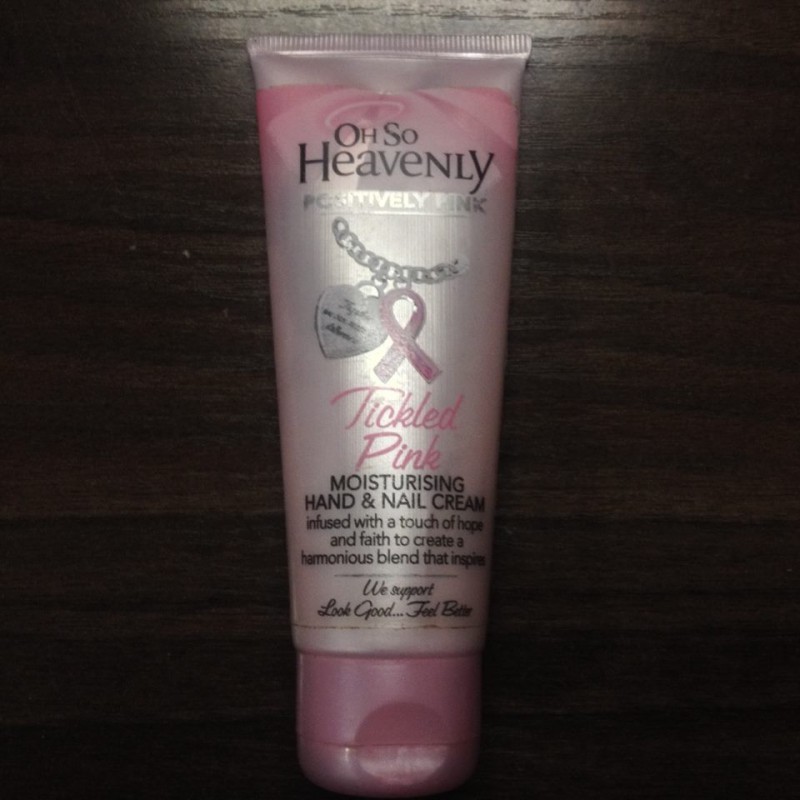 Oh So
Heavenly
POSITIVELY PINK
Together
Tickled
Pink
MOISTURISING
HAND & NAIL CREAM
infused with a touch of hope
and faith to create a
harmonious blend that inspires
We support
Look Good... Feel Better